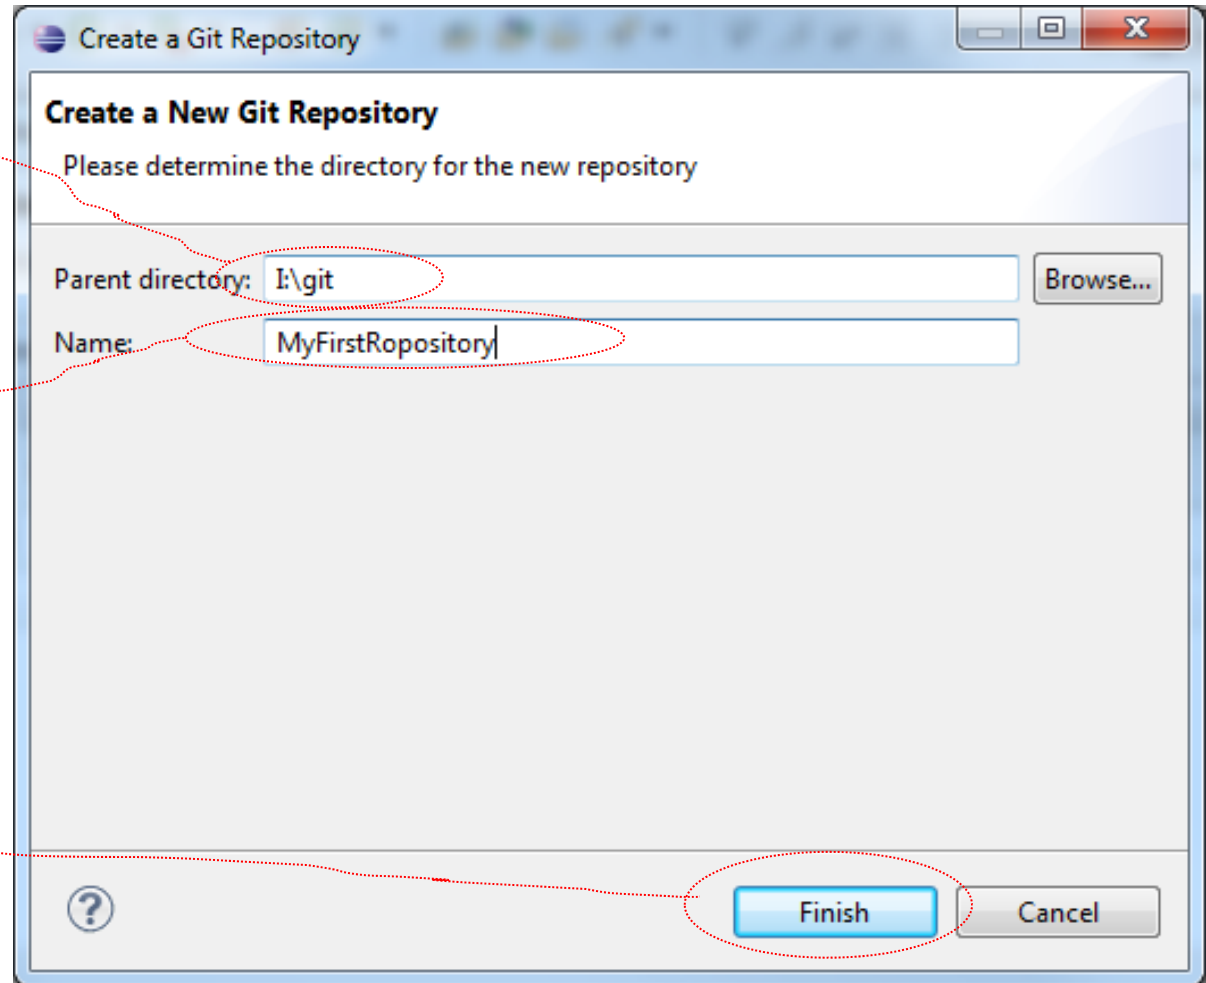 Create a Git Repository
Create a New Git Repository
Please determine the directory for the new repository
Parent directory: I:\git Browse...
Name: MyFirstRopository
? Finish Cancel